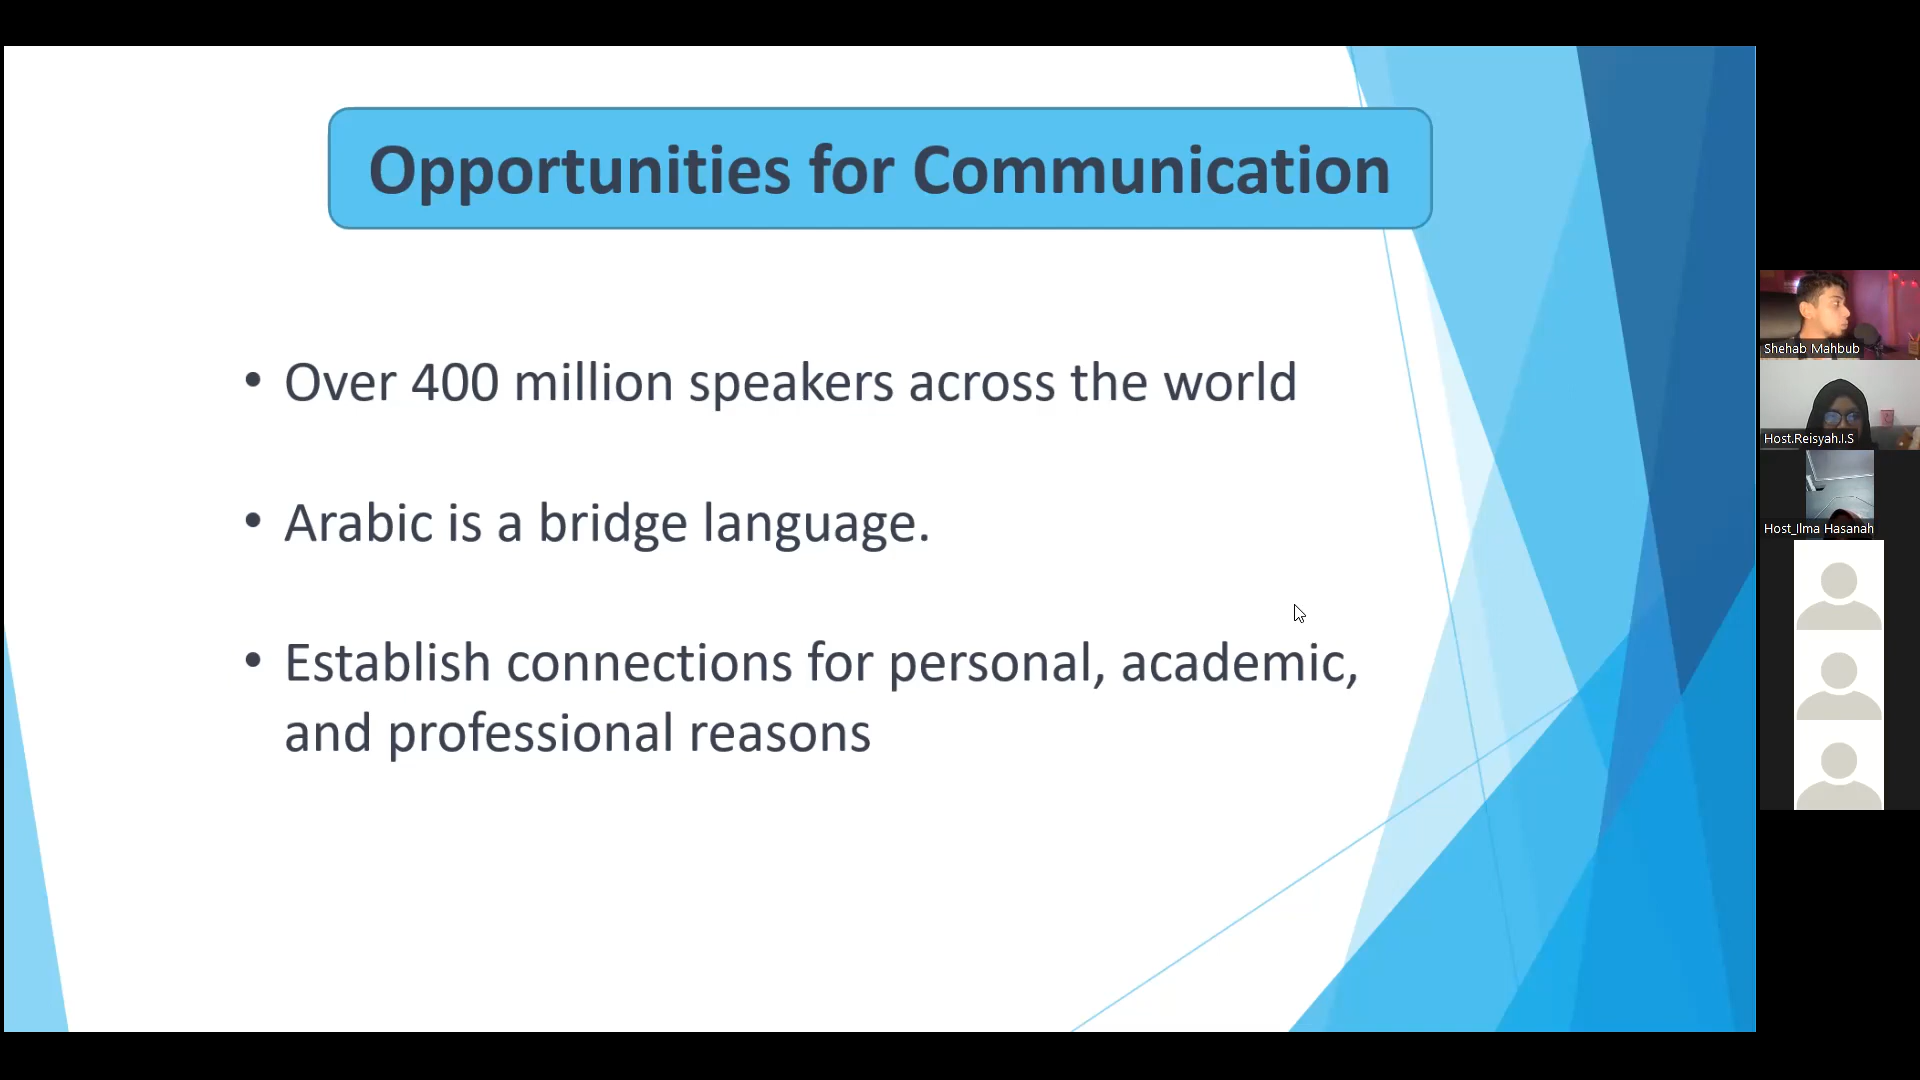 Opportunities for Communication
• Over 400 million speakers across the world
• Arabic is a bridge language.
• Establish connections for personal, academic,
and professional reasons
Shehab Mahbub
Host.Reisyah.I.S
Host_Ilma Hasanah